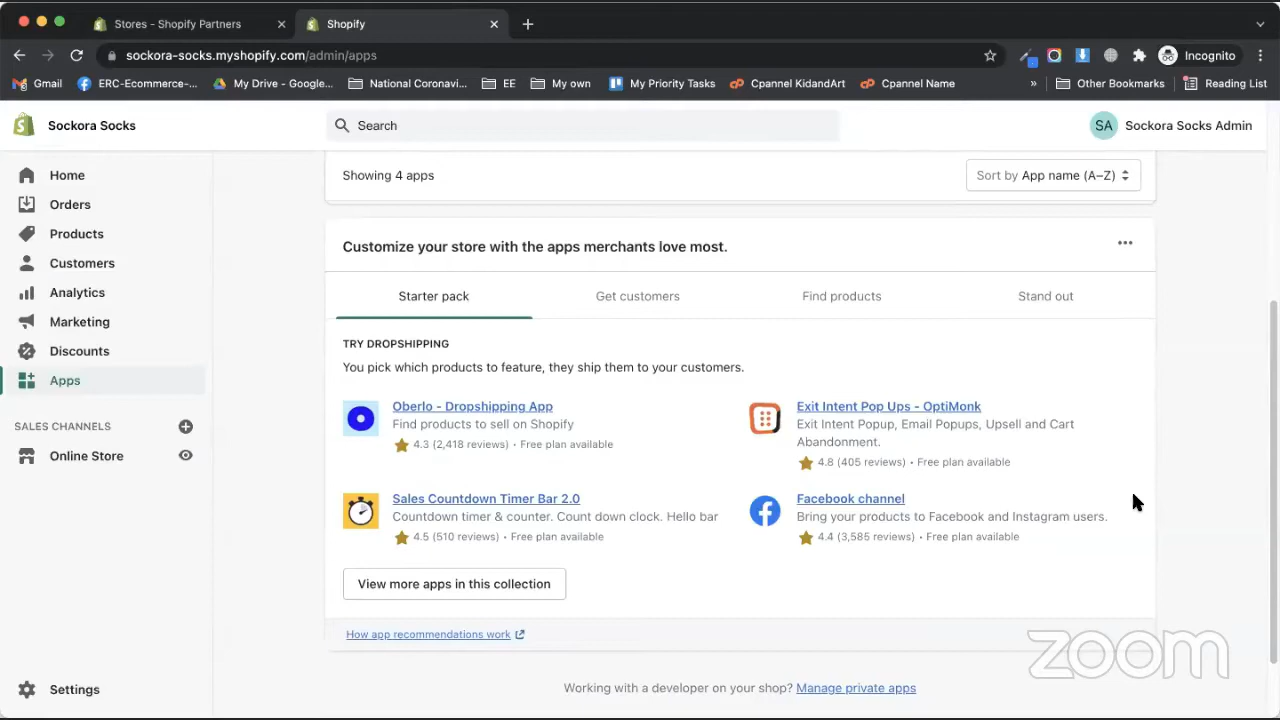 Stores - Shopify Partners
Shopify
sockora-socks.myshopify.com/admin/apps
Incognito
Gmail
ERC-Ecommerce-...
My Drive - Google...
National Coronavi...
EE
My own
My Priority Tasks
Cpannel KidandArt
Cpannel Name
»
Other Bookmarks
Reading List
Sockora Socks
Search
SA
Sockora Socks Admin
Home
Orders
Products
Customers
Analytics
Marketing
Discounts
Apps
SALES CHANNELS
Online Store
Settings
Showing 4 apps
Sort by App name (A–Z)
Customize your store with the apps merchants love most.
Starter pack
Get customers
Find products
Stand out
TRY DROPSHIPPING
You pick which products to feature, they ship them to your customers.
Oberlo - Dropshipping App
Find products to sell on Shopify
4.3 (2,418 reviews) • Free plan available
Exit Intent Pop Ups - OptiMonk
Exit Intent Popup, Email Popups, Upsell and Cart
Abandonment.
4.8 (405 reviews) • Free plan available
Sales Countdown Timer Bar 2.0
Countdown timer & counter. Count down clock. Hello bar
4.5 (510 reviews) • Free plan available
Facebook channel
Bring your products to Facebook and Instagram users.
4.4 (3,585 reviews) • Free plan available
View more apps in this collection
How app recommendations work
Working with a developer on your shop? Manage private apps
zoom